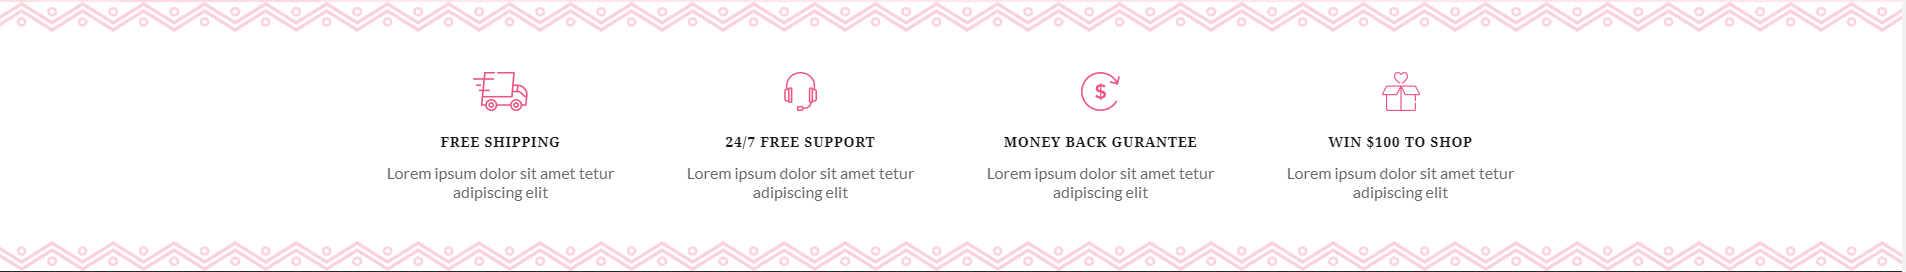 FREE SHIPPING
Lorem ipsum dolor sit amet tetur
adipiscing elit
24/7 FREE SUPPORT
Lorem ipsum dolor sit amet tetur
adipiscing elit
$
MONEY BACK GURANTEE
Lorem ipsum dolor sit amet tetur
adipiscing elit
WIN $100 TO SHOP
Lorem ipsum dolor sit amet tetur
adipiscing elit